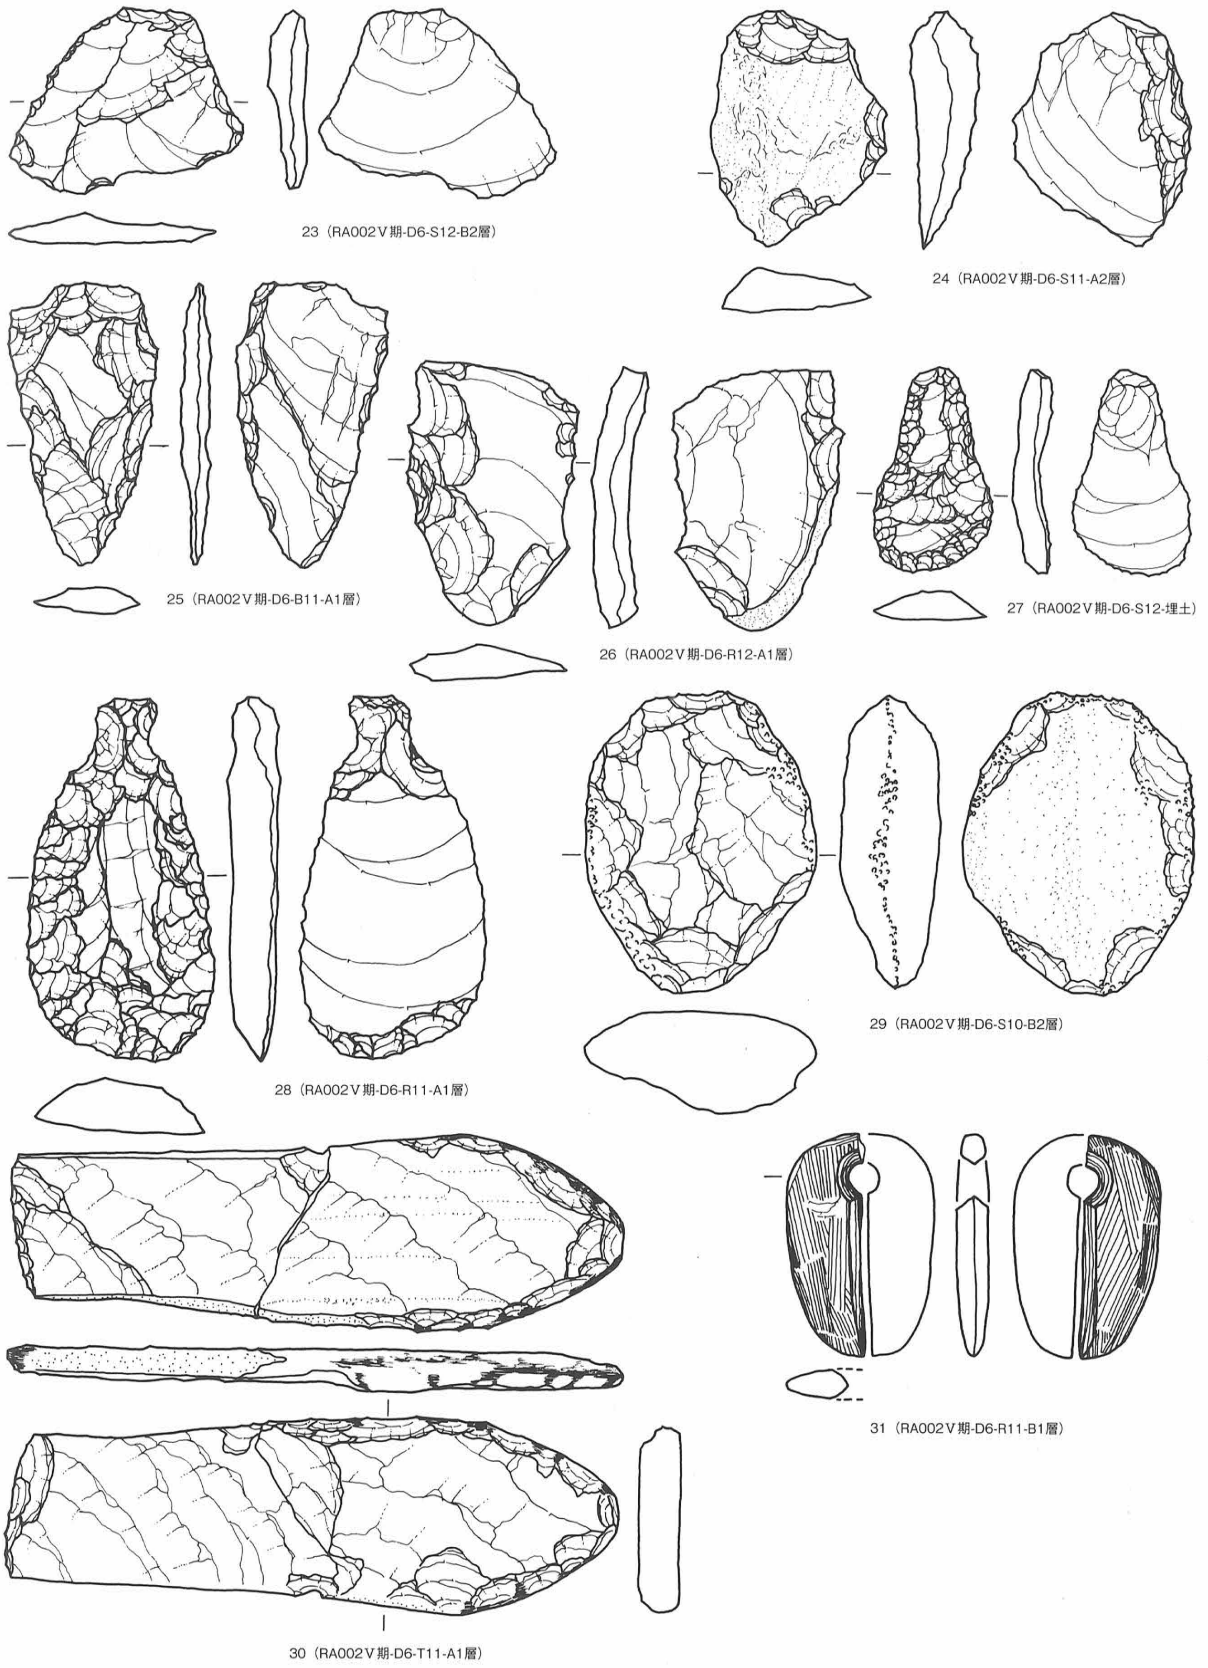 23（RA002Ⅴ期-D6-S12-B2層）
24（RA002Ⅴ期-D6-S11-A2層）
25（RA002Ⅴ期-D6-B11-A1層）
26（RA002Ⅴ期-D6-R12-A1層）
27（RA002Ⅴ期-D6-S12-埋土）
28（RA002Ⅴ期-D6-R11-A1層）
29（RA002Ⅴ期-D6-S10-B2層）
31（RA002Ⅴ期-D6-R11-B1層）
30（RA002Ⅴ期-D6-T11-A1層）